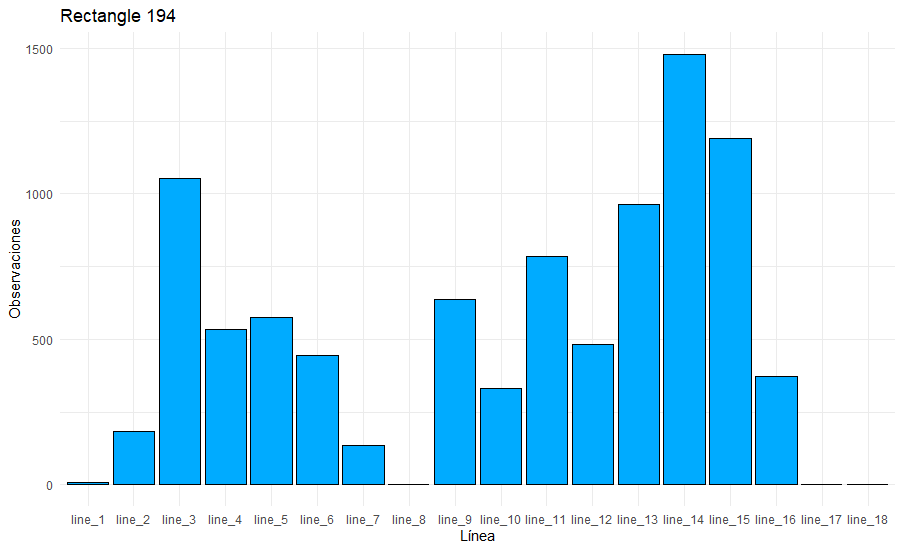 Rectangle 194
1500
1000
500
0
Observaciones
line_1 line_2 line_3 line_4 line_5 line_6 line_7 line_8 line_9 line_10 line_11 line_12 line_13 line_14 line_15 line_16 line_17 line_18
Línea